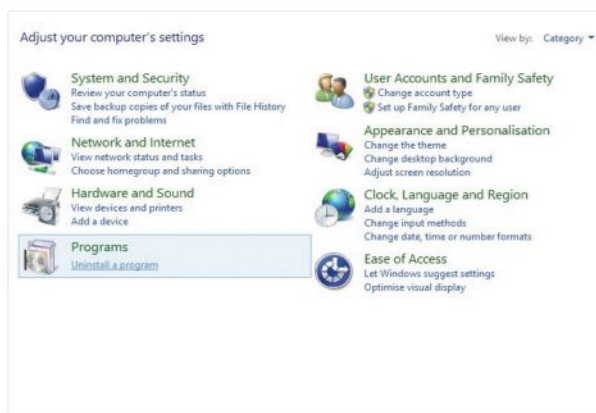 Adjust your computer's settings
View by: Category
System and Security
Review your computer's status
Save backup copies of your files with File History
Find and fix problems
Network and Internet
View network status and tasks
Choose homegroup and sharing options
Hardware and Sound
View devices and printers
Add a device
Programs
Uninstall a program
User Accounts and Family Safety
Change account type
Set up Family Safety for any user
Appearance and Personalisation
Change the theme
Change desktop background
Adjust screen resolution
Clock, Language and Region
Add a language
Change input methods
Change date, time or number formats
Ease of Access
Let Windows suggest settings
Optimise visual display